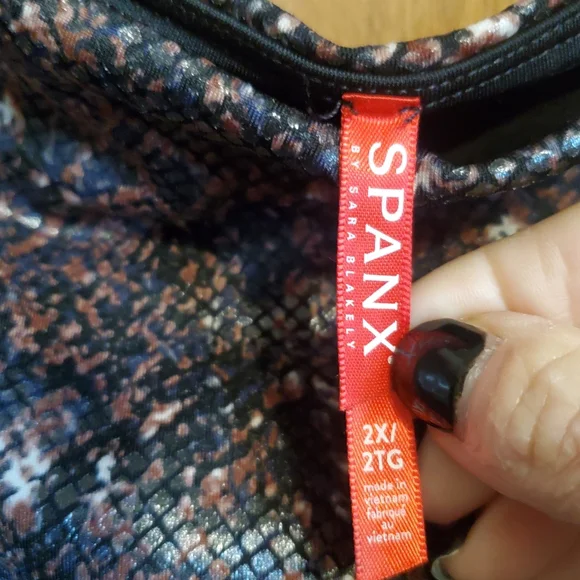 SPANX
BY SARA BLAKELY
2X/
2TG
made in
vietnam
fabriqué
au
vietnam